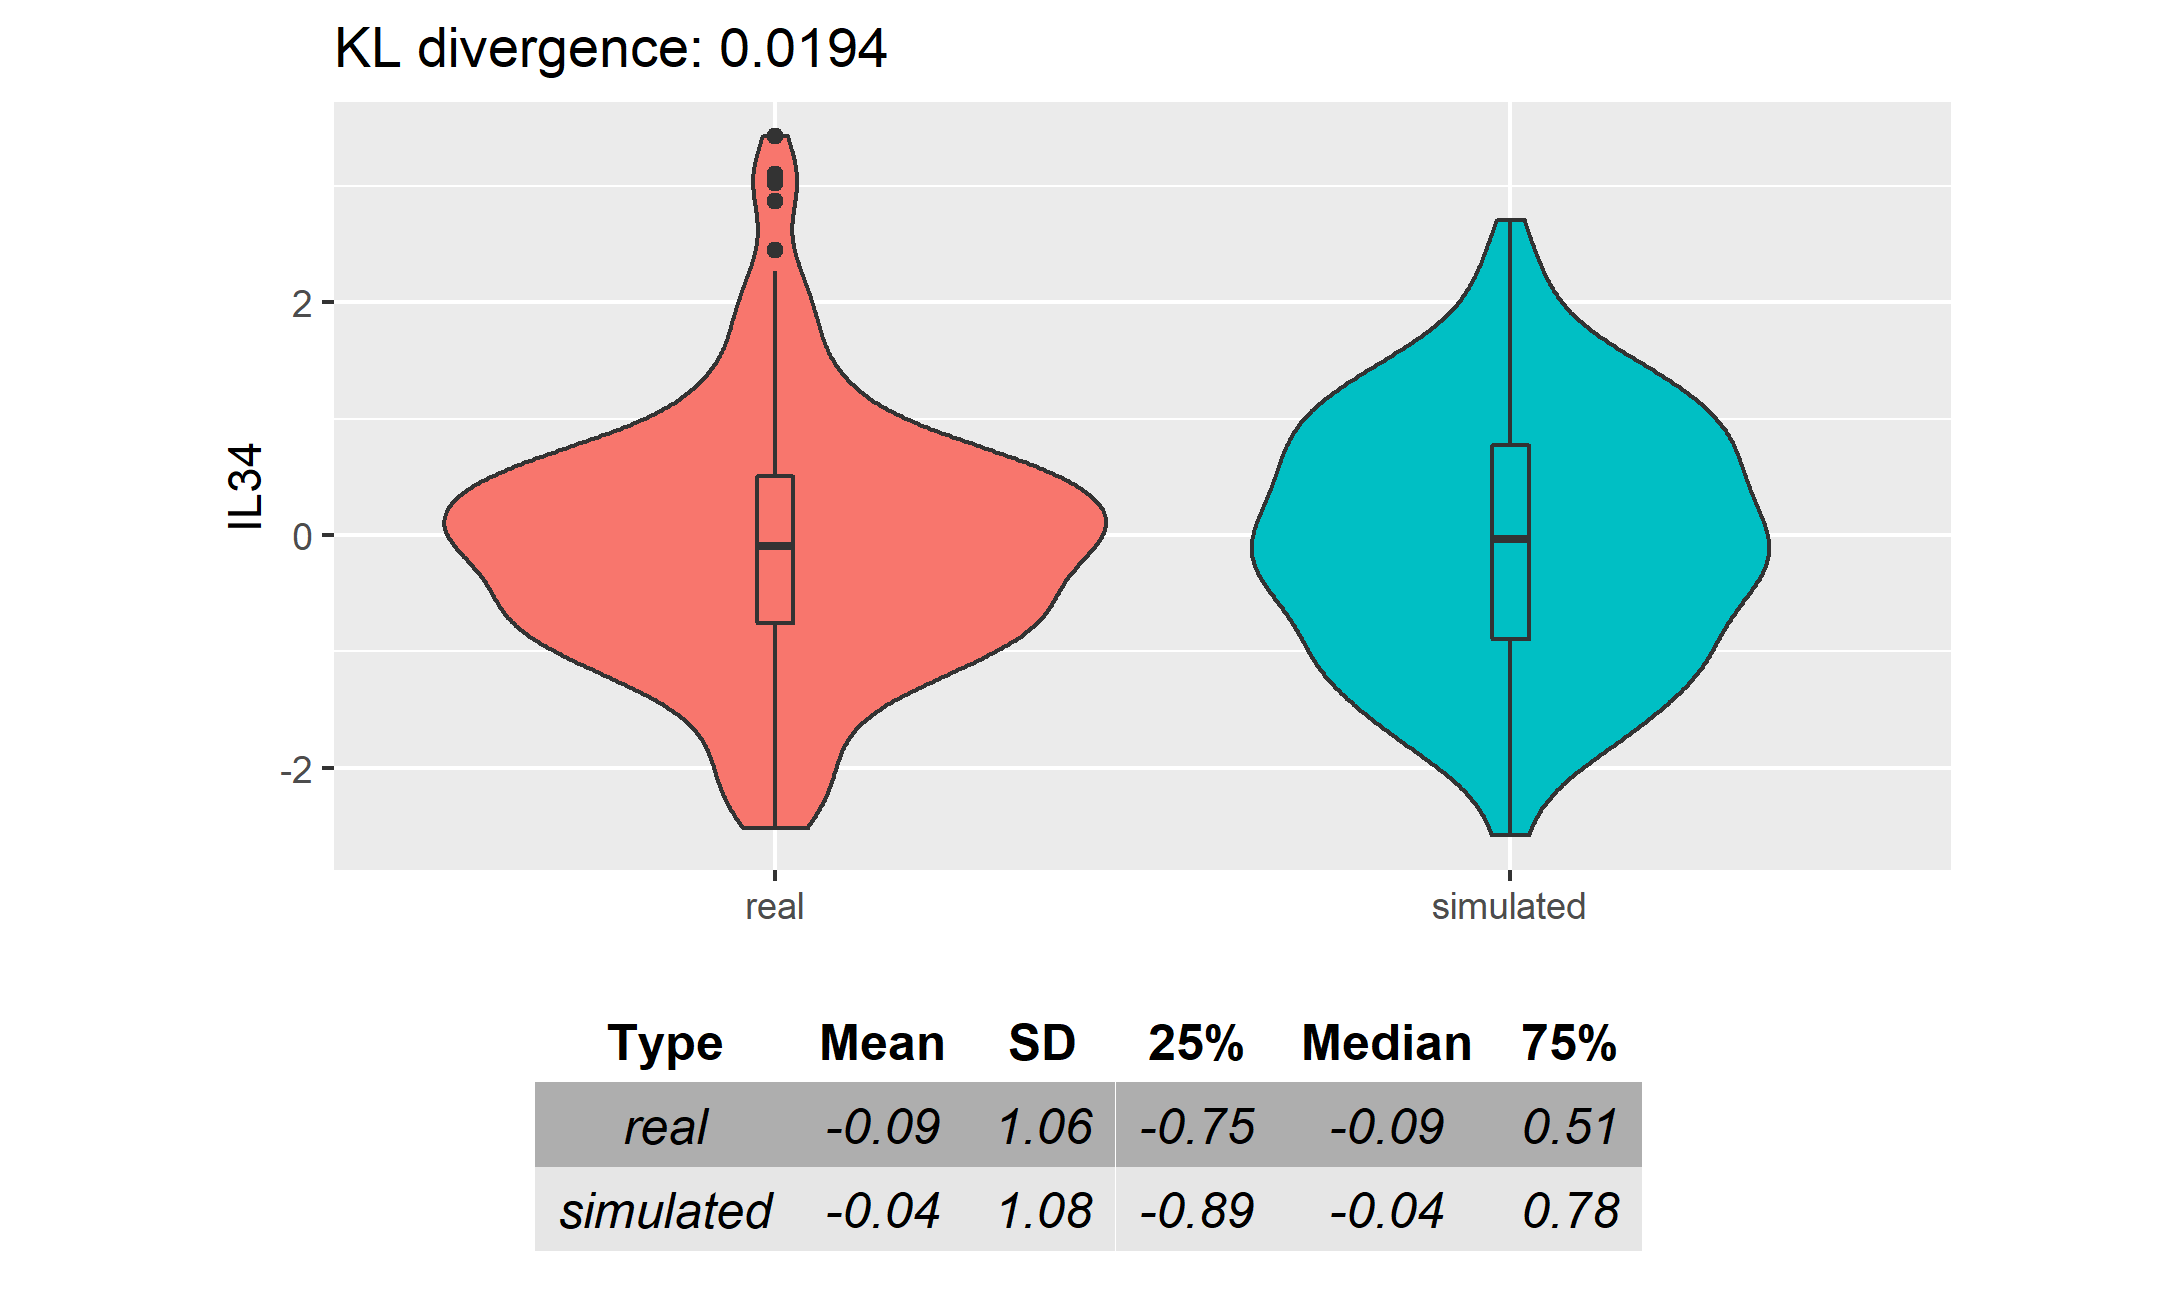 KL divergence: 0.0194
IL34
2
0
-2
real simulated
Type Mean SD 25% Median 75%
real -0.09 1.06 -0.75 -0.09 0.51
simulated -0.04 1.08 -0.89 -0.04 0.78